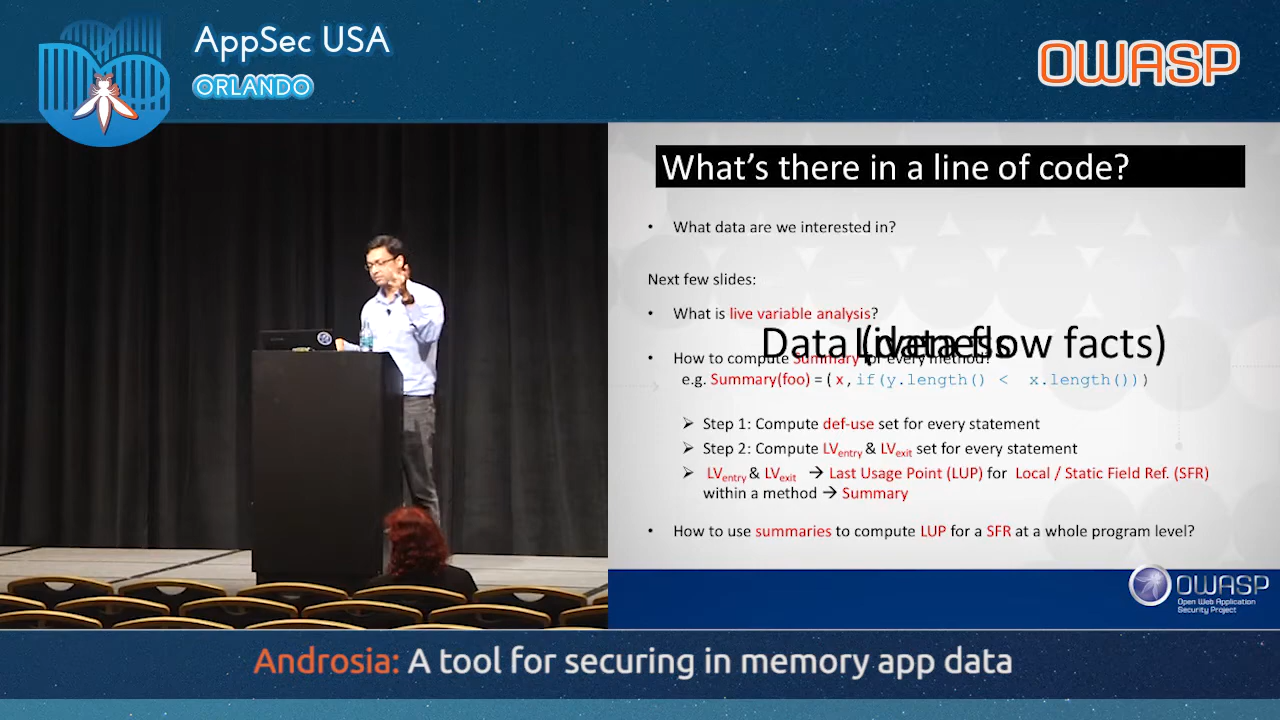 AppSec USA
ORLANDO
OWASP
What's there in a line of code?
• What data are we interested in?
Next few slides:
• What is live variable analysis?
Data (data flow facts)
Liveness
• How to compute Summary for every method?
e.g. Summary(foo) = ( x , if(y.length() < x.length()))
➢ Step 1: Compute def-use set for every statement
➢ Step 2: Compute LVentry & LVexit set for every statement
➢ LVentry & LVexit → Last Usage Point (LUP) for Local / Static Field Ref. (SFR)
within a method → Summary
• How to use summaries to compute LUP for a SFR at a whole program level?
OWASP
Open Web Application
Security Project
Androsia: A tool for securing in memory app data